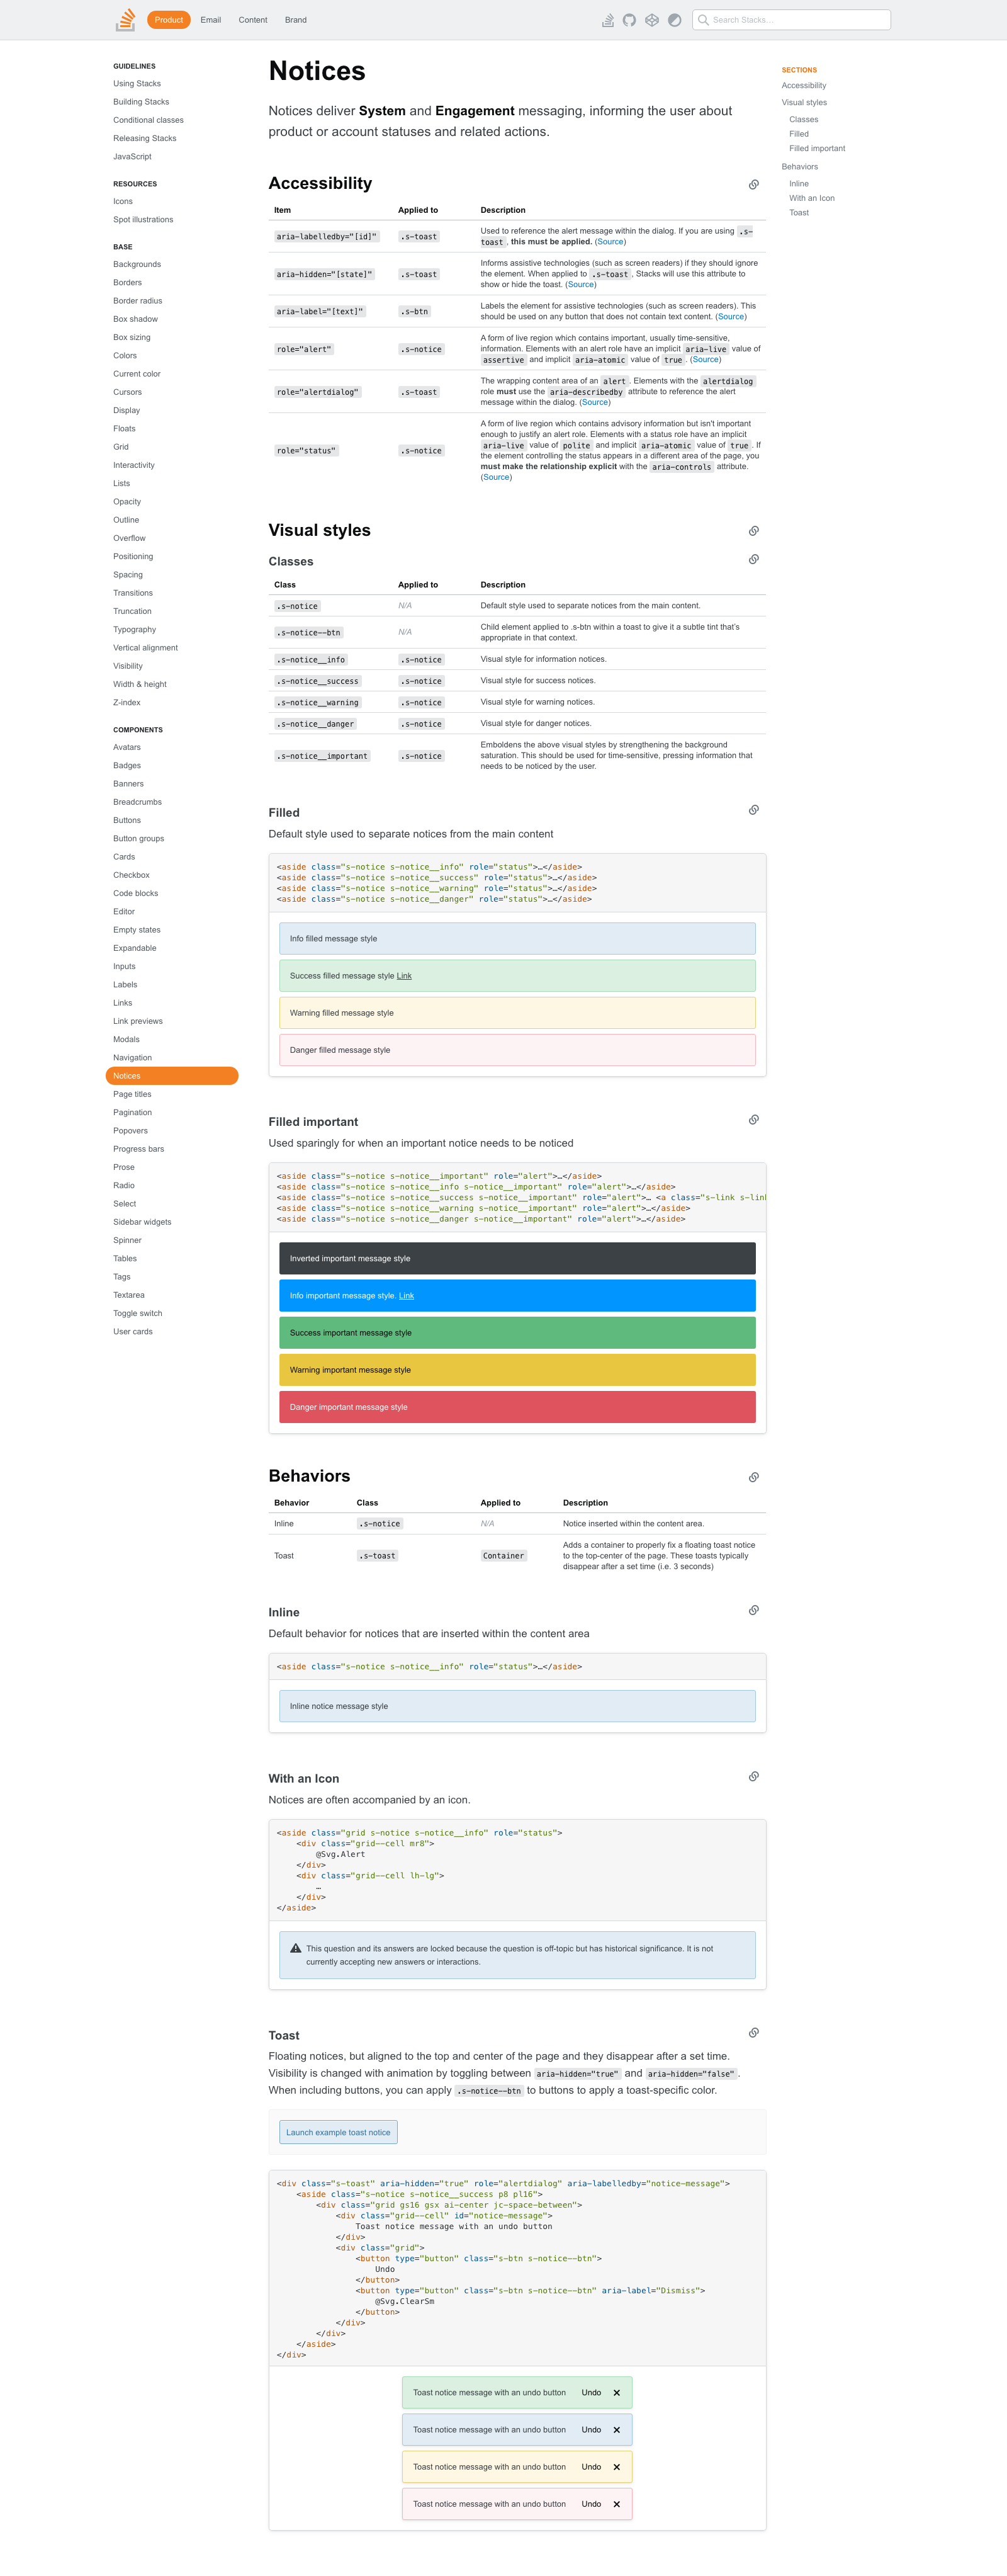 Product Email Content Brand
Search Stacks…
GUIDELINES
Using Stacks
Building Stacks
Conditional classes
Releasing Stacks
JavaScript
RESOURCES
Icons
Spot illustrations
BASE
Backgrounds
Borders
Border radius
Box shadow
Box sizing
Colors
Current color
Cursors
Display
Floats
Grid
Interactivity
Lists
Opacity
Outline
Overflow
Positioning
Spacing
Transitions
Truncation
Typography
Vertical alignment
Visibility
Width & height
Z-index
COMPONENTS
Avatars
Badges
Banners
Breadcrumbs
Buttons
Button groups
Cards
Checkbox
Code blocks
Editor
Empty states
Expandable
Inputs
Labels
Links
Link previews
Modals
Navigation
Notices
Page titles
Pagination
Popovers
Progress bars
Prose
Radio
Select
Sidebar widgets
Spinner
Tables
Tags
Textarea
Toggle switch
User cards
Notices
Notices deliver System and Engagement messaging, informing the user about
product or account statuses and related actions.
Accessibility
Item Applied to Description
aria-labelledby="[id]" .s-toast Used to reference the alert message within the dialog. If you are using .s-
toast , this must be applied. (Source)
aria-hidden="[state]" .s-toast Informs assistive technologies (such as screen readers) if they should ignore
the element. When applied to .s-toast , Stacks will use this attribute to
show or hide the toast. (Source)
aria-label="[text]" .s-btn Labels the element for assistive technologies (such as screen readers). This
should be used on any button that does not contain text content. (Source)
role="alert" .s-notice A form of live region which contains important, usually time-sensitive,
information. Elements with an alert role have an implicit aria-live value of
assertive and implicit aria-atomic value of true . (Source)
role="alertdialog" .s-toast The wrapping content area of an alert . Elements with the alertdialog
role must use the aria-describedby attribute to reference the alert
message within the dialog. (Source)
role="status" .s-notice A form of live region which contains advisory information but isn't important
enough to justify an alert role. Elements with a status role have an implicit
aria-live value of polite and implicit aria-atomic value of true . If
the element controlling the status appears in a different area of the page, you
must make the relationship explicit with the aria-controls attribute.
(Source)
Visual styles
Classes
Class Applied to Description
.s-notice N/A Default style used to separate notices from the main content.
.s-notice--btn N/A Child element applied to .s-btn within a toast to give it a subtle tint that's
appropriate in that context.
.s-notice__info .s-notice Visual style for information notices.
.s-notice__success .s-notice Visual style for success notices.
.s-notice__warning .s-notice Visual style for warning notices.
.s-notice__danger .s-notice Visual style for danger notices.
.s-notice__important .s-notice Emboldens the above visual styles by strengthening the background
saturation. This should be used for time-sensitive, pressing information that
needs to be noticed by the user.
Filled
Default style used to separate notices from the main content
<aside class="s-notice s-notice__info" role="status">…</aside>
<aside class="s-notice s-notice__success" role="status">…</aside>
<aside class="s-notice s-notice__warning" role="status">…</aside>
<aside class="s-notice s-notice__danger" role="status">…</aside>
Info filled message style
Success filled message style Link
Warning filled message style
Danger filled message style
Filled important
Used sparingly for when an important notice needs to be noticed
<aside class="s-notice s-notice__important" role="alert">…</aside>
<aside class="s-notice s-notice__info s-notice__important" role="alert">…</aside>
<aside class="s-notice s-notice__success s-notice__important" role="alert">… <a class="s-link s-lin
<aside class="s-notice s-notice__warning s-notice__important" role="alert">…</aside>
<aside class="s-notice s-notice__danger s-notice__important" role="alert">…</aside>
Inverted important message style
Info important message style. Link
Success important message style
Warning important message style
Danger important message style
Behaviors
Behavior Class Applied to Description
Inline .s-notice N/A Notice inserted within the content area.
Toast .s-toast Container Adds a container to properly fix a floating toast notice
to the top-center of the page. These toasts typically
disappear after a set time (i.e. 3 seconds)
Inline
Default behavior for notices that are inserted within the content area
<aside class="s-notice s-notice__info" role="status">…</aside>
Inline notice message style
With an Icon
Notices are often accompanied by an icon.
<aside class="grid s-notice s-notice__info" role="status">
<div class="grid--cell mr8">
@Svg.Alert
</div>
<div class="grid--cell lh-lg">
…
</div>
</aside>
This question and its answers are locked because the question is off-topic but has historical significance. It is not
currently accepting new answers or interactions.
Toast
Floating notices, but aligned to the top and center of the page and they disappear after a set time.
Visibility is changed with animation by toggling between aria-hidden="true" and aria-hidden="false" .
When including buttons, you can apply .s-notice--btn to buttons to apply a toast-specific color.
Launch example toast notice
<div class="s-toast" aria-hidden="true" role="alertdialog" aria-labelledby="notice-message">
<aside class="s-notice s-notice__success p8 pl16">
<div class="grid gs16 gsx ai-center jc-space-between">
<div class="grid--cell" id="notice-message">
Toast notice message with an undo button
</div>
<div class="grid">
<button type="button" class="s-btn s-notice--btn">
Undo
</button>
<button type="button" class="s-btn s-notice--btn" aria-label="Dismiss">
@Svg.ClearSm
</button>
</div>
</div>
</aside>
</div>
Toast notice message with an undo button Undo
Toast notice message with an undo button Undo
Toast notice message with an undo button Undo
Toast notice message with an undo button Undo
SECTIONS
Accessibility
Visual styles
Classes
Filled
Filled important
Behaviors
Inline
With an Icon
Toast